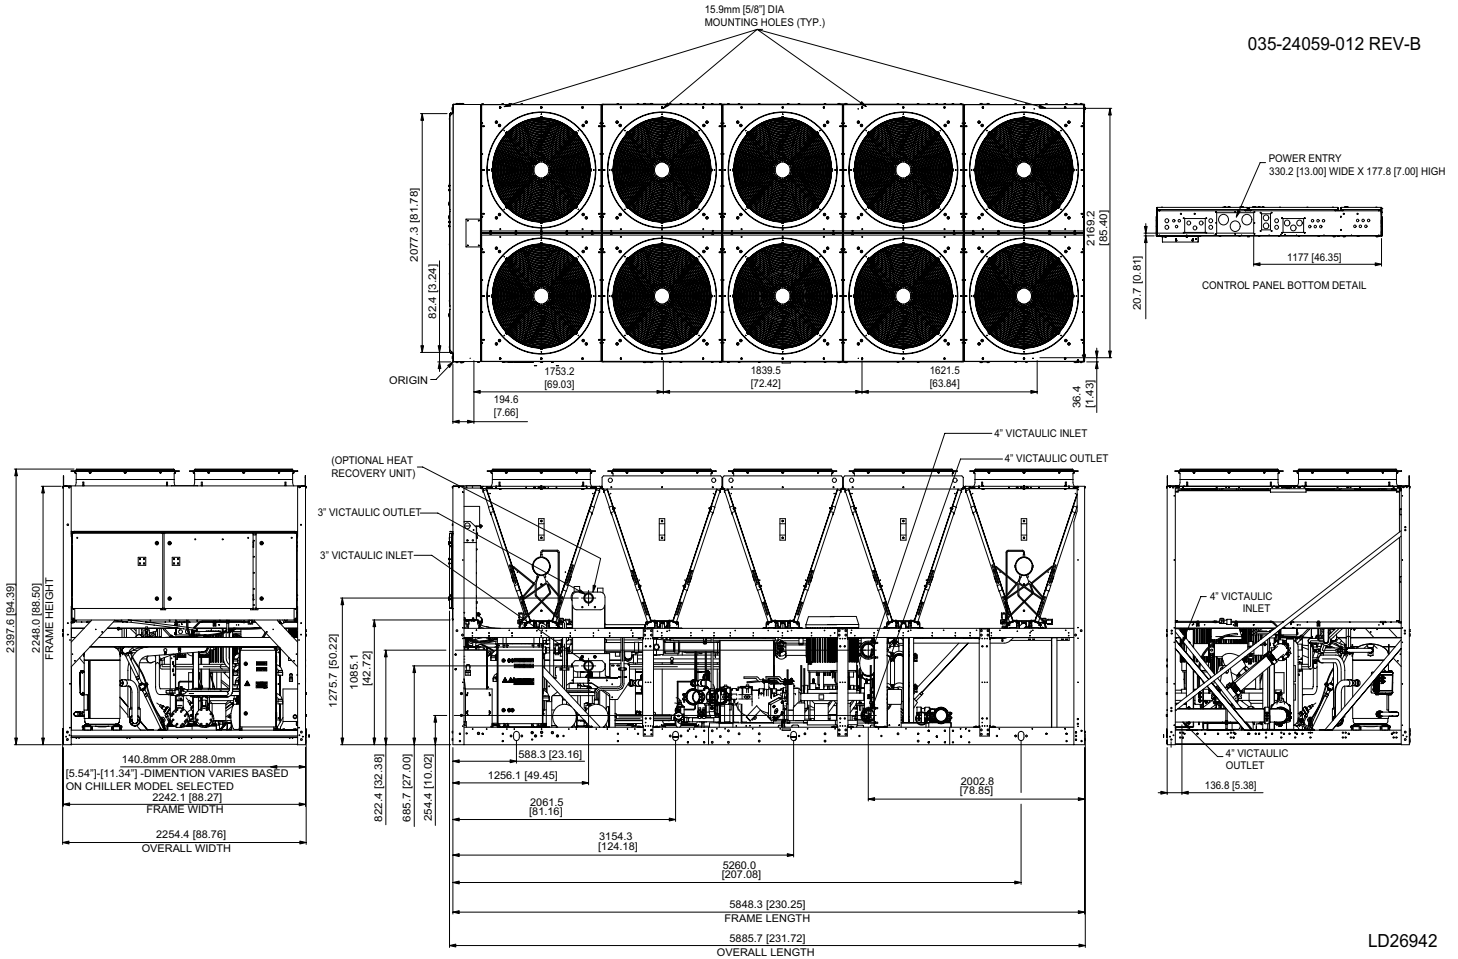 15.9mm [5/8"] DIA
MOUNTING HOLES (TYP.)
035-24059-012 REV-B
2077.3 [81.78]
82.4 [3.24]
ORIGIN
1753.2
[69.03]
1839.5
[72.42]
1621.5
[63.84]
194.6
[7.66]
2169.2
[85.40]
36.4
[1.43]
POWER ENTRY
330.2 [13.00] WIDE X 177.8 [7.00] HIGH
20.7 [0.81]
1177 [46.35]
CONTROL PANEL BOTTOM DETAIL
2397.6 [94.39]
2248.0 [88.50]
FRAME HEIGHT
140.8mm OR 288.0mm
[5.54"]-[11.34"] -DIMENTION VARIES BASED
ON CHILLER MODEL SELECTED
2242.1 [88.27]
FRAME WIDTH
2254.4 [88.76]
OVERALL WIDTH
(OPTIONAL HEAT
RECOVERY UNIT)
3" VICTAULIC OUTLET
3" VICTAULIC INLET
4" VICTAULIC INLET
4" VICTAULIC OUTLET
1275.7 [50.22]
1085.1
[42.72]
822.4 [32.38]
685.7 [27.00]
254.4 [10.02]
588.3 [23.16]
1256.1 [49.45]
2061.5
[81.16]
2002.8
[78.85]
3154.3
[124.18]
5260.0
[207.08]
5848.3 [230.25]
FRAME LENGTH
5885.7 [231.72]
OVERALL LENGTH
4" VICTAULIC
INLET
4" VICTAULIC
OUTLET
136.8 [5.38]
LD26942